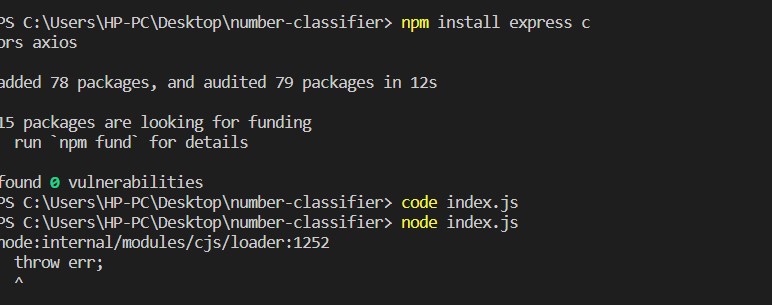 PS C:\Users\HP-PC\Desktop\number-classifier> npm install express c
ors axios
added 78 packages, and audited 79 packages in 12s
15 packages are looking for funding
  run `npm fund` for details
found 0 vulnerabilities
PS C:\Users\HP-PC\Desktop\number-classifier> code index.js
PS C:\Users\HP-PC\Desktop\number-classifier> node index.js
node:internal/modules/cjs/loader:1252
  throw err;
  ^